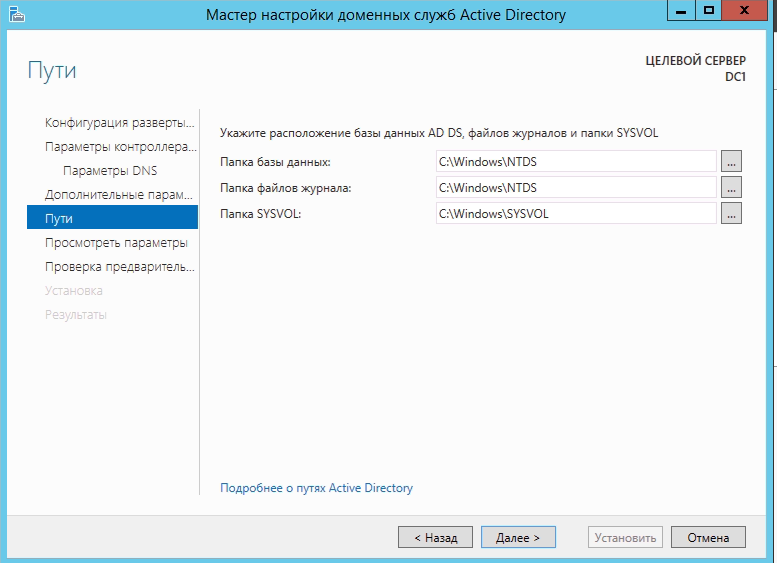 Мастер настройки доменных служб Active Directory
Пути
ЦЕЛЕВОЙ СЕРВЕР
DC1
Конфигурация разверты...
Параметры контроллера...
Параметры DNS
Дополнительные парам...
Пути
Просмотреть параметры
Проверка предваритель...
Установка
Результаты
Укажите расположение базы данных AD DS, файлов журналов и папки SYSVOL
Папка базы данных: C:\Windows\NTDS ...
Папка файлов журнала: C:\Windows\NTDS ...
Папка SYSVOL: C:\Windows\SYSVOL ...
Подробнее о путях Active Directory
< Назад Далее > Установить Отмена